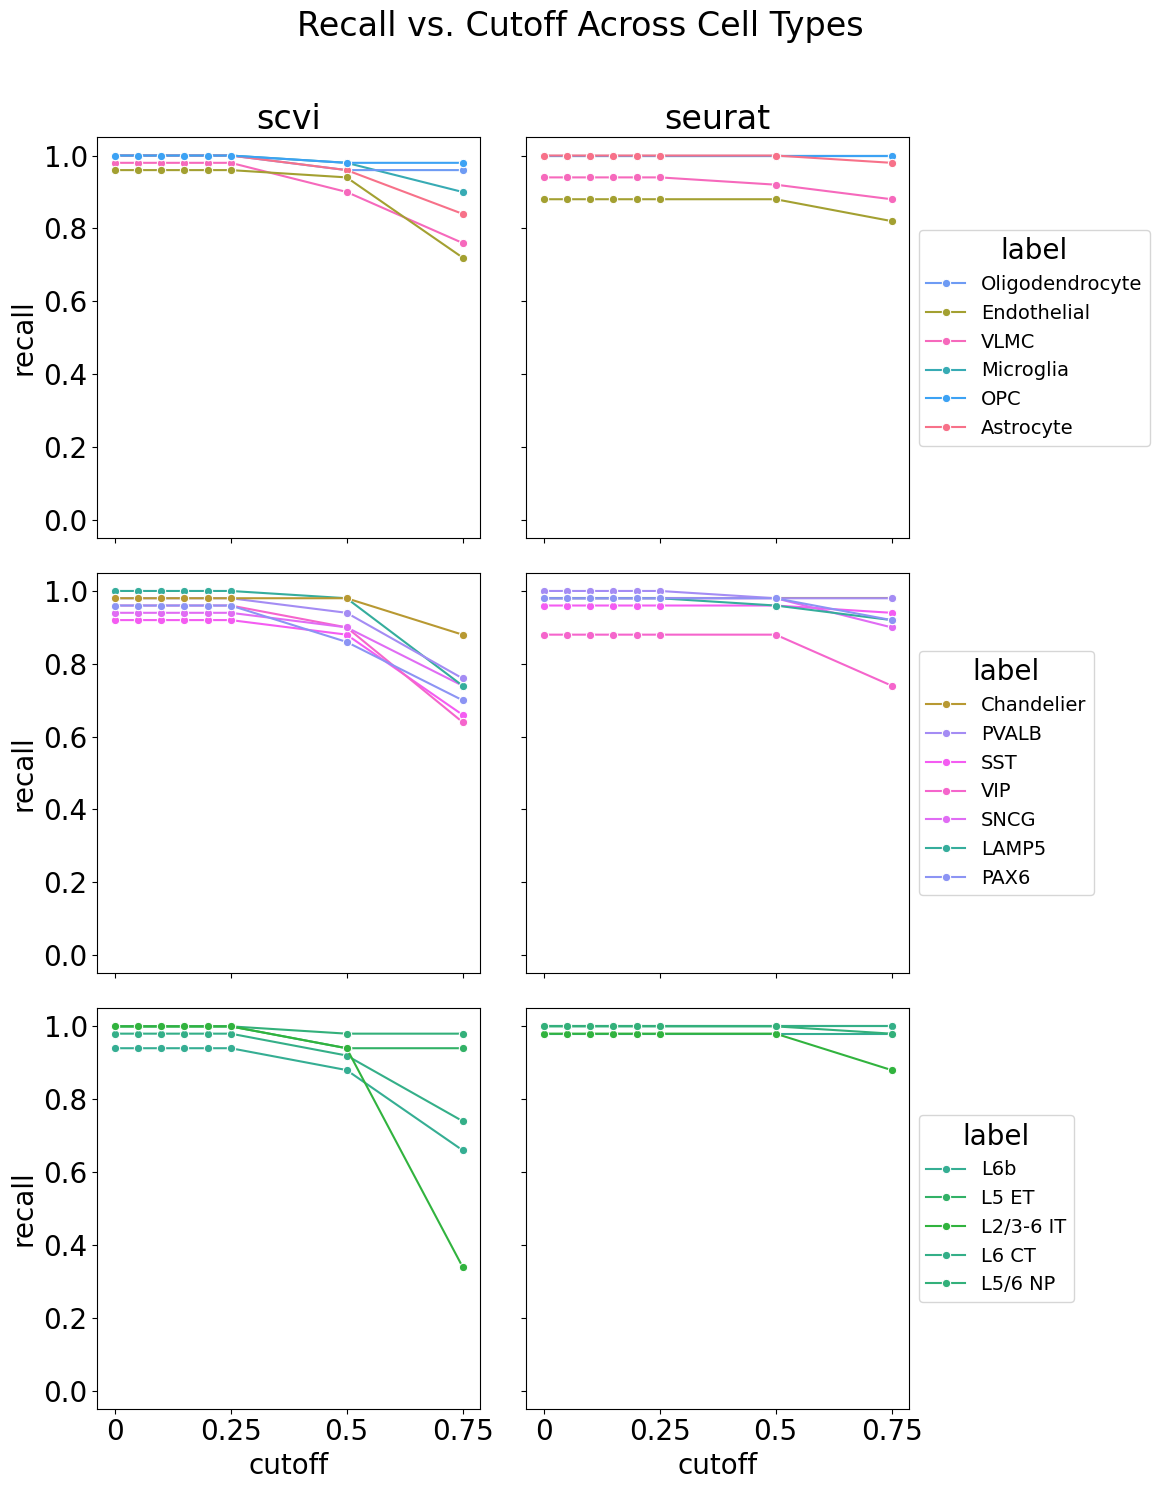 Recall vs. Cutoff Across Cell Types
scvi
seurat
1.0
0.8
0.6
0.4
0.2
0.0
recall
label
Oligodendrocyte
Endothelial
VLMC
Microglia
OPC
Astrocyte
1.0
0.8
0.6
0.4
0.2
0.0
recall
label
Chandelier
PVALB
SST
VIP
SNCG
LAMP5
PAX6
1.0
0.8
0.6
0.4
0.2
0.0
recall
label
L6b
L5 ET
L2/3-6 IT
L6 CT
L5/6 NP
0 0.25 0.5 0.75
cutoff
0 0.25 0.5 0.75
cutoff